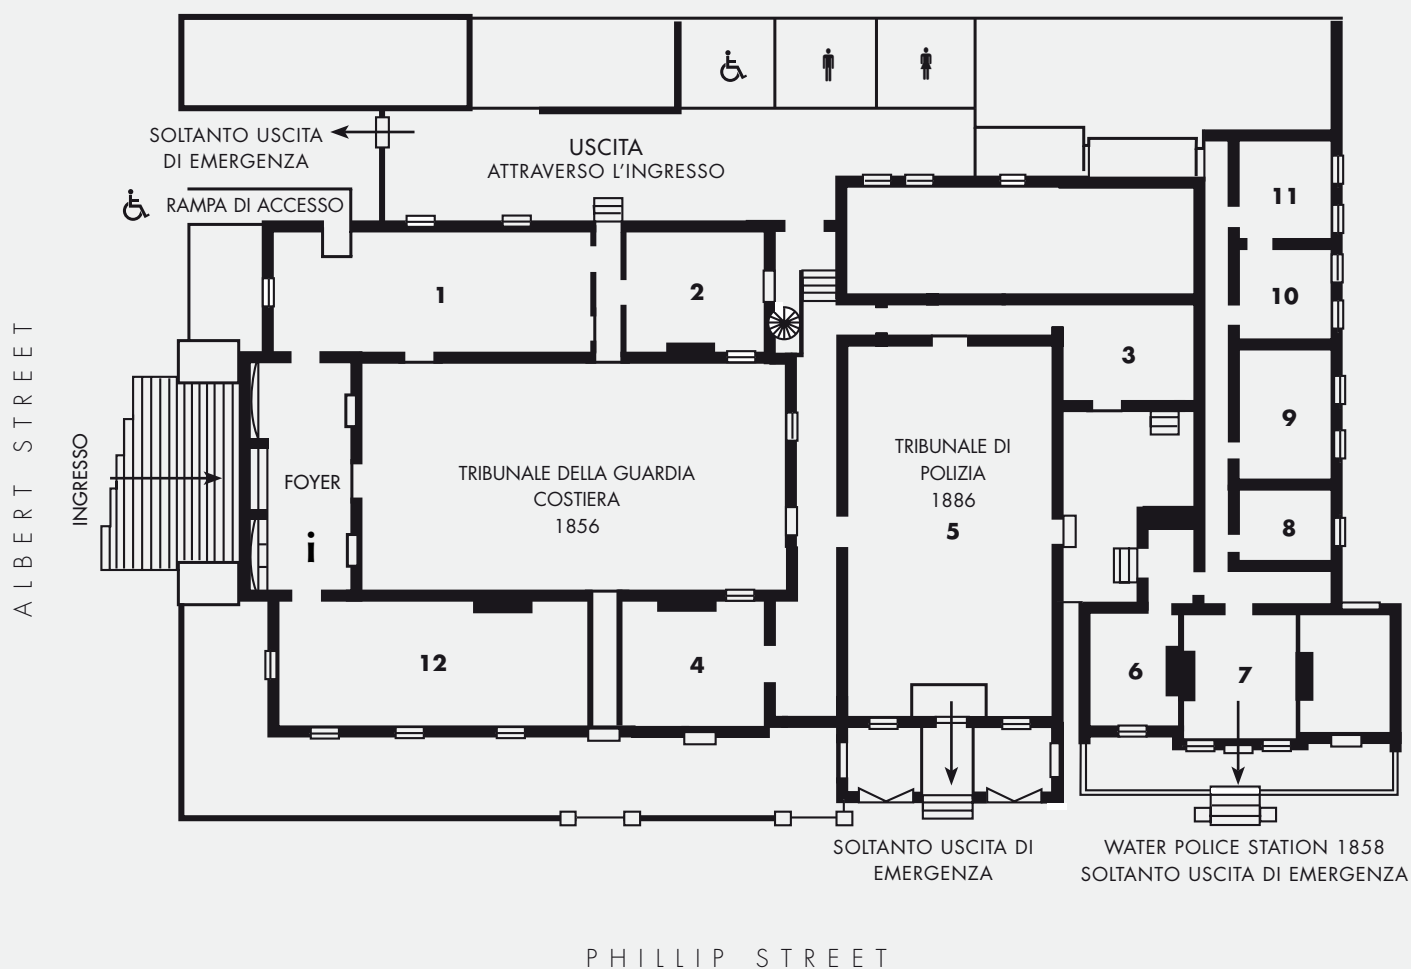 SOLTANTO USCITA
DI EMERGENZA
USCITA
ATTRAVERSO L'INGRESSO
RAMPA DI ACCESSO
11
1
2
10
3
9
ALBERT STREET
INGRESSO
FOYER
i
TRIBUNALE DELLA GUARDIA
COSTIERA
1856
TRIBUNALE DI
POLIZIA
1886
5
8
12
4
6
7
SOLTANTO USCITA DI
EMERGENZA
WATER POLICE STATION 1858
SOLTANTO USCITA DI EMERGENZA
PHILLIP STREET